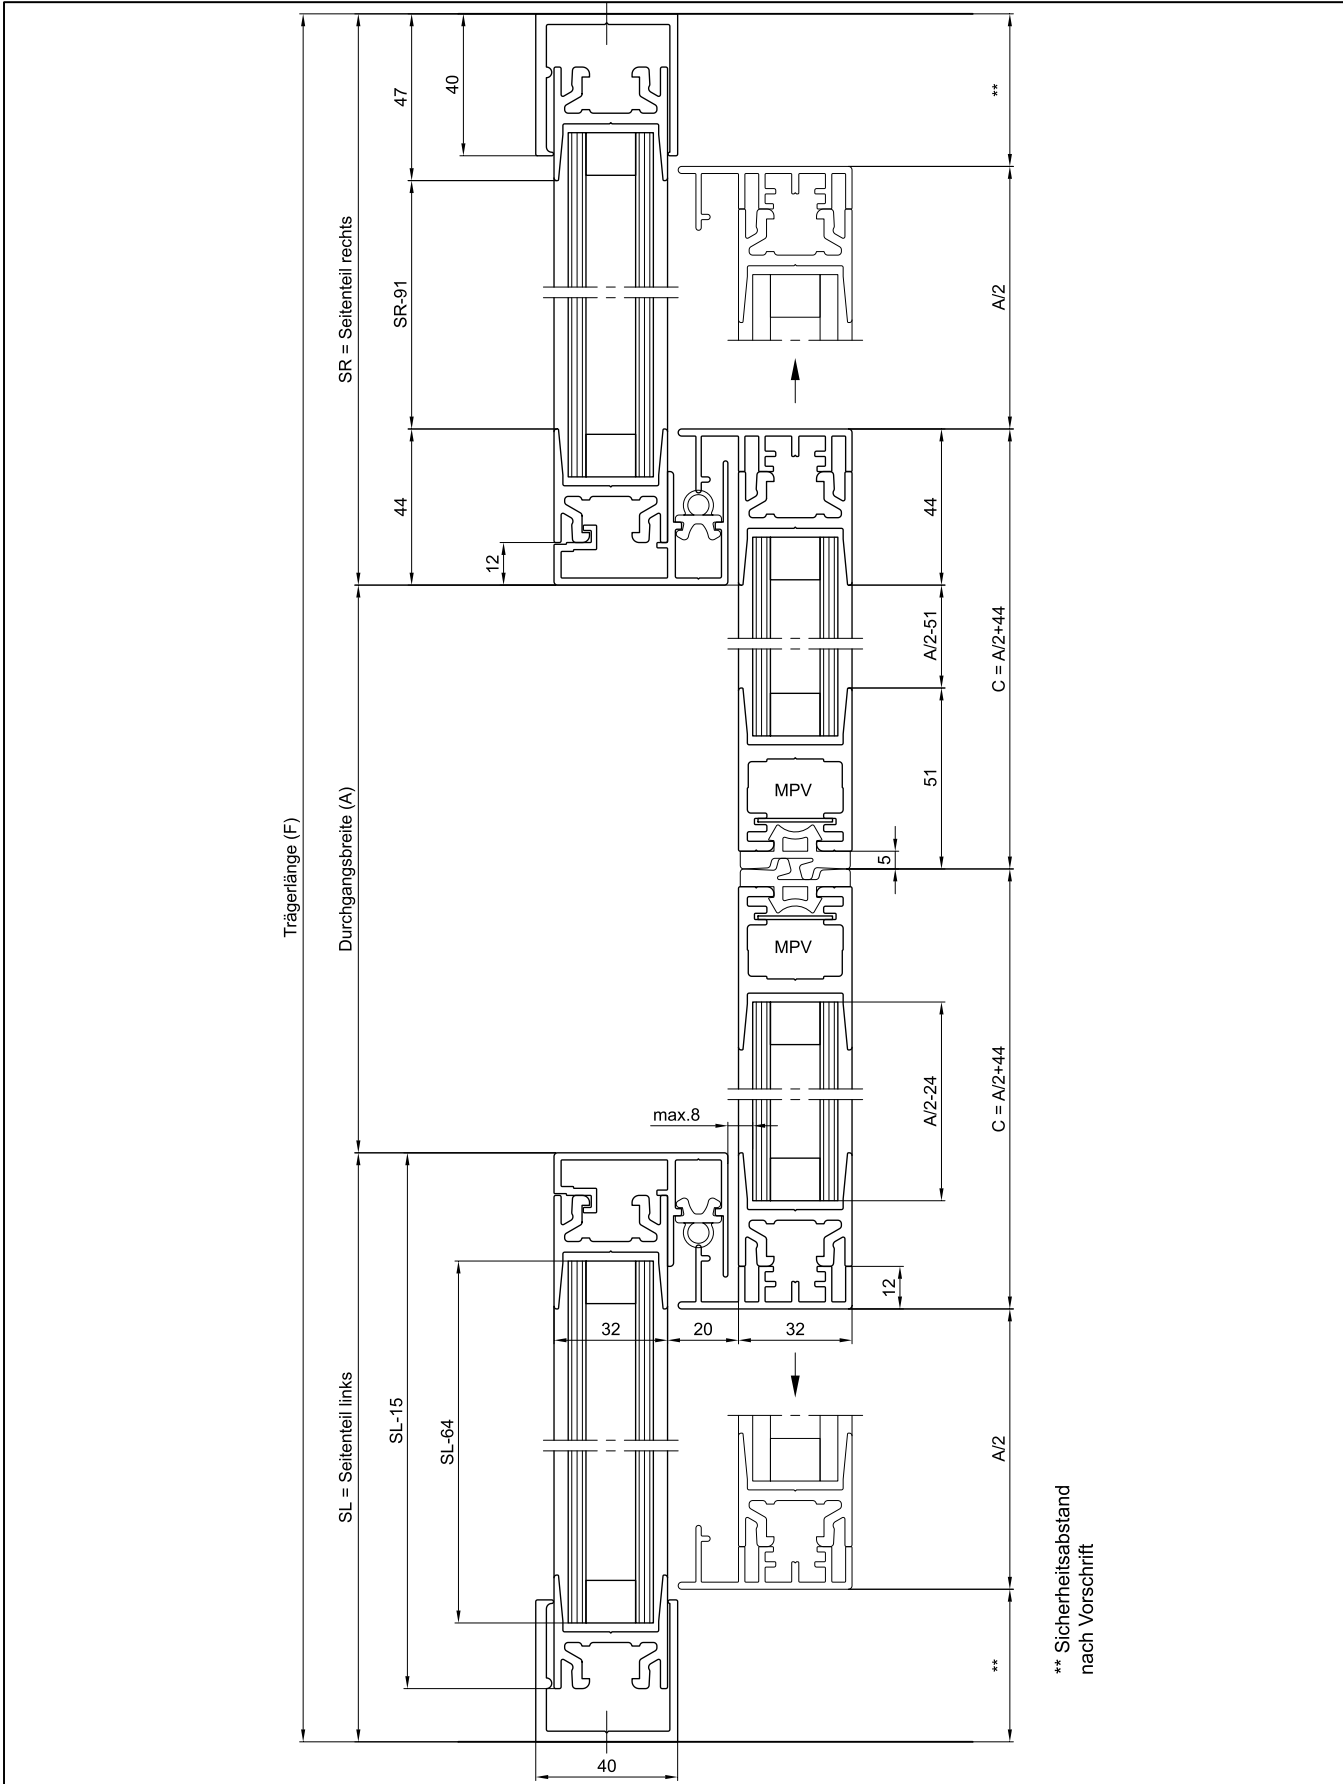 Trägerlänge (F)
SL = Seitenteil links
Durchgangsbreite (A)
SR = Seitenteil rechts
SL-15
44
SR-91
47
SL-64
12
40
40
32
20
32
max.8
MPV
MPV
12
5
A/2-24
51
A/2-51
44
**
A/2
C = A/2+44
C = A/2+44
A/2
**
** Sicherheitsabstand
nach Vorschrift